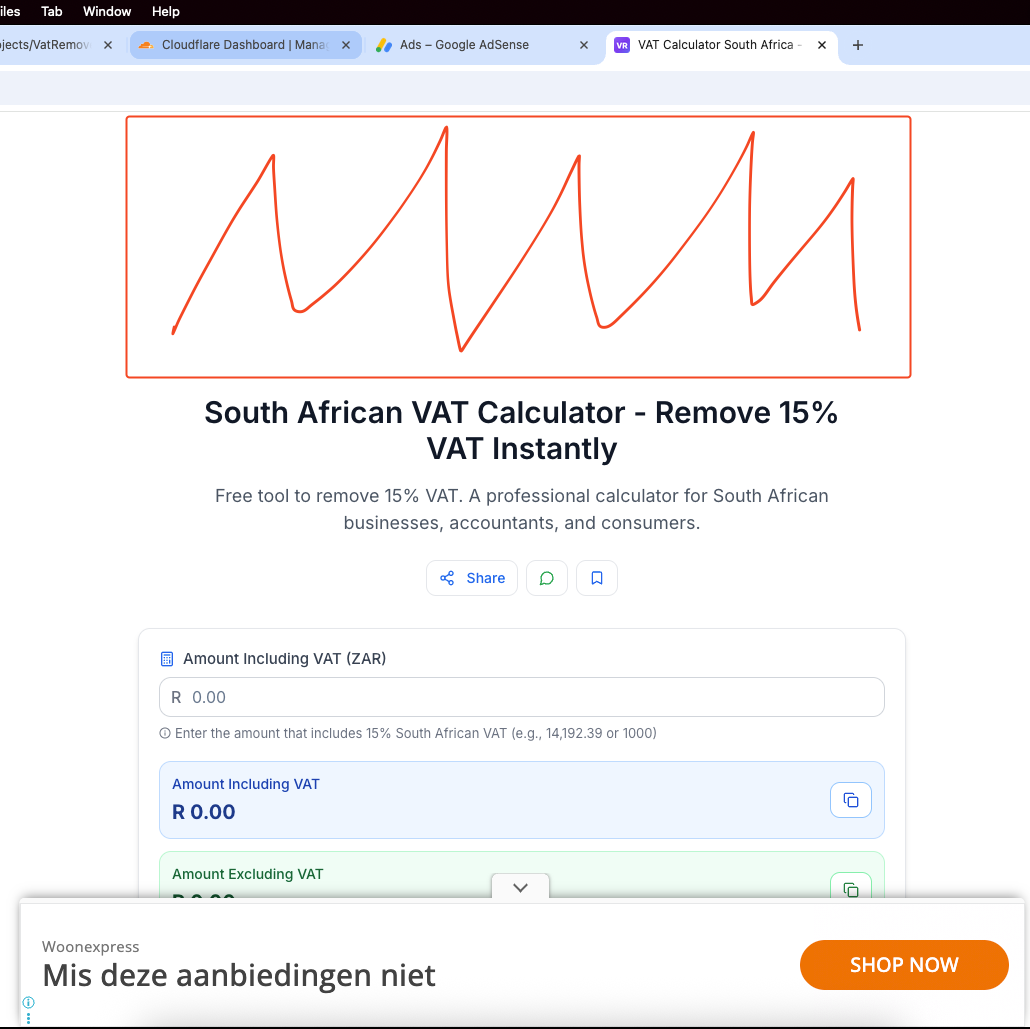 iles Tab Window Help
jects/VatRemov
Cloudflare Dashboard | Manag
Ads – Google AdSense
VR VAT Calculator South Africa -
South African VAT Calculator - Remove 15%
VAT Instantly
Free tool to remove 15% VAT. A professional calculator for South African
businesses, accountants, and consumers.
Share
Amount Including VAT (ZAR)
R 0.00
Enter the amount that includes 15% South African VAT (e.g., 14,192.39 or 1000)
Amount Including VAT
R 0.00
Amount Excluding VAT
Woonexpress
Mis deze aanbiedingen niet
SHOP NOW